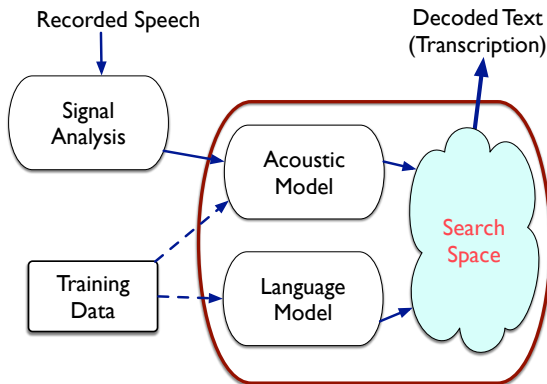 Recorded Speech
Decoded Text
(Transcription)
Signal
Analysis
Acoustic
Model
Search
Space
Training
Data
Language
Model